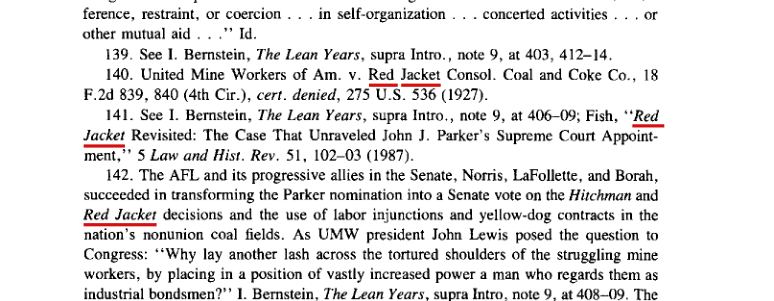 ference, restraint, or coercion . . . in self-organization . . . concerted activities . . . or
other mutual aid . . .” Id.
139. See I. Bernstein, The Lean Years, supra Intro., note 9, at 403, 412–14.
140. United Mine Workers of Am. v. Red Jacket Consol. Coal and Coke Co., 18
F.2d 839, 840 (4th Cir.), cert. denied, 275 U.S. 536 (1927).
141. See I. Bernstein, The Lean Years, supra Intro., note 9, at 406–09; Fish, “Red
Jacket Revisited: The Case That Unraveled John J. Parker’s Supreme Court Appoint-
ment,” 5 Law and Hist. Rev. 51, 102–03 (1987).
142. The AFL and its progressive allies in the Senate, Norris, LaFollette, and Borah,
succeeded in transforming the Parker nomination into a Senate vote on the Hitchman and
Red Jacket decisions and the use of labor injunctions and yellow-dog contracts in the
nation’s nonunion coal fields. As UMW president John Lewis posed the question to
Congress: “Why lay another lash across the tortured shoulders of the struggling mine
workers, by placing in a position of vastly increased power a man who regards them as
industrial bondsmen?” I. Bernstein, The Lean Years, supra Intro, note 9, at 408–09. The